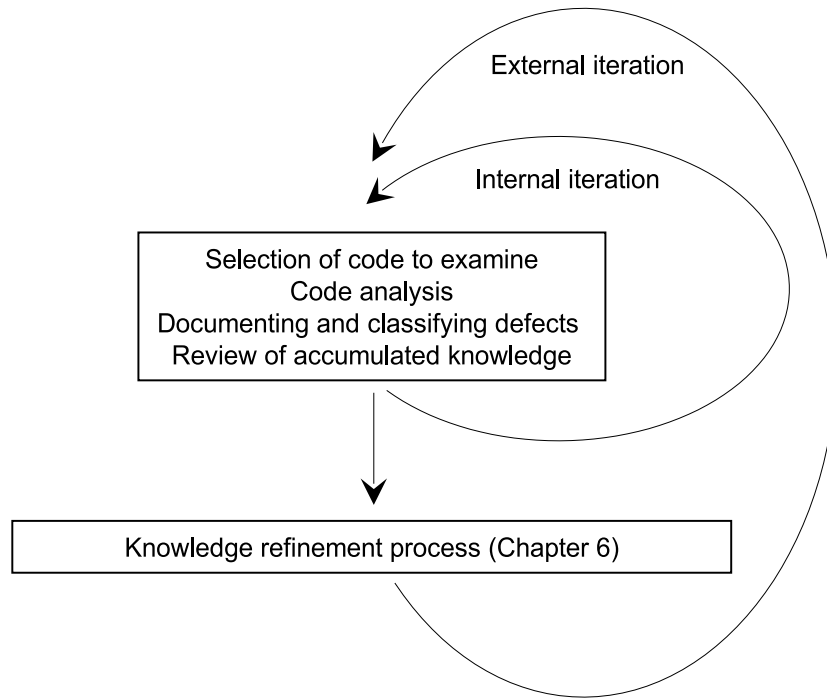 External iteration
Internal iteration
Selection of code to examine
Code analysis
Documenting and classifying defects
Review of accumulated knowledge
Knowledge refinement process (Chapter 6)